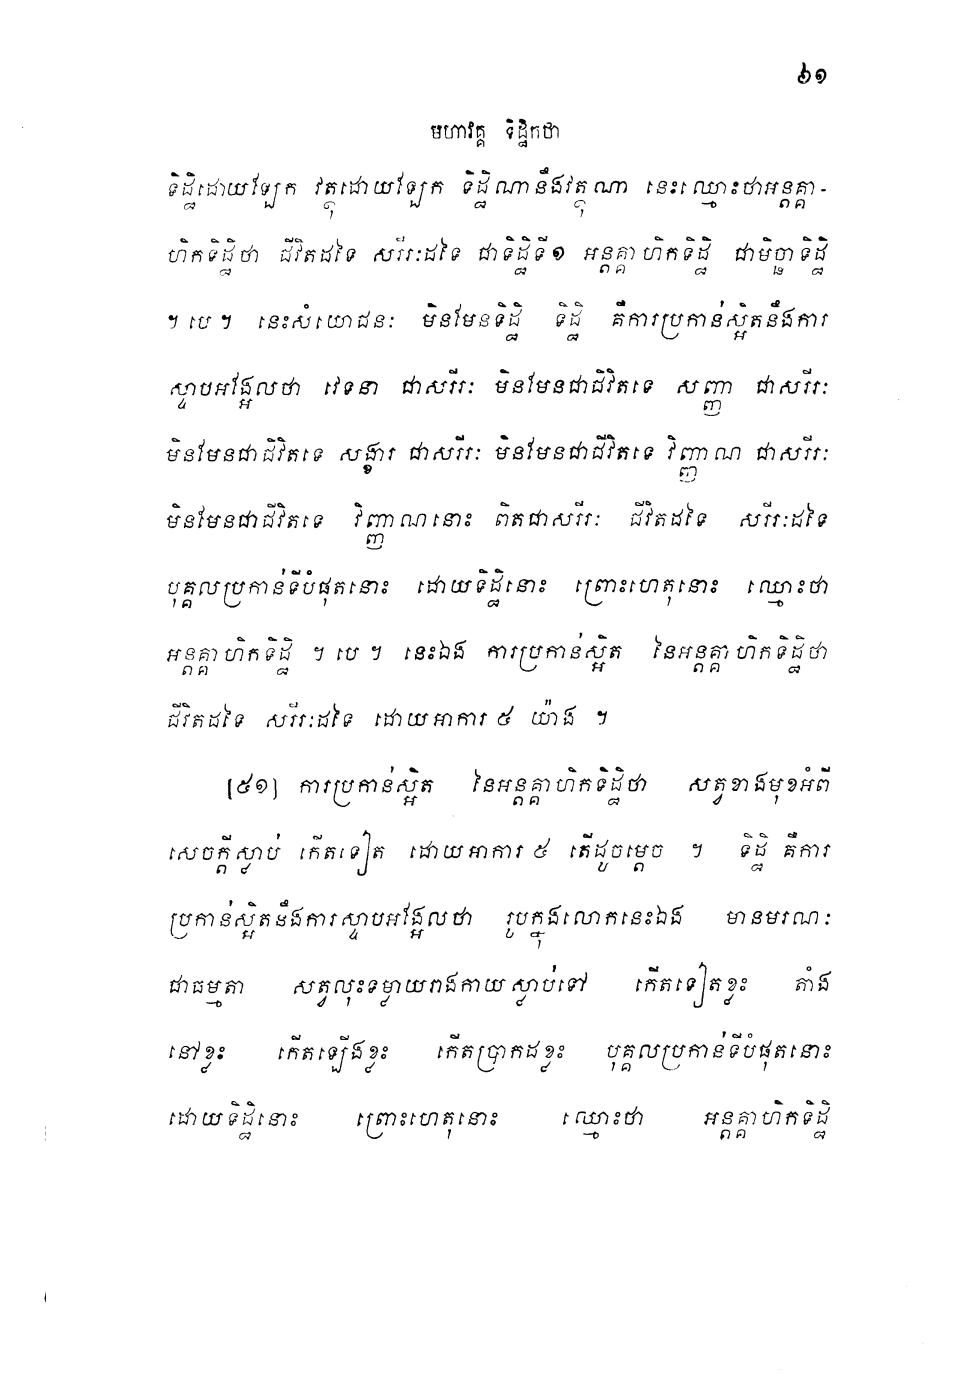 ៦១
មហាវគ្គ ទិដ្ឋិកថា
ទិដ្ឋិដោយឡែក វត្ថុដោយឡែក ទិដ្ឋិណានឹងវត្ថុណា នេះឈ្មោះថាអន្តគ្គា-
ហិកទិដ្ឋិថា ជីវិតដទៃ សរីរៈដទៃ ជាទិដ្ឋិទី១ អន្តគ្គាហិកទិដ្ឋិ ជាមិច្ឆាទិដ្ឋិ
។ បេ ។ នេះសំយោជនៈ មិនមែនទិដ្ឋិ ទិដ្ឋិ គឺការប្រកាន់ស្អិតនឹងការ
ស្ទាបអង្អែលថា វេទនា ជាសរីរៈ មិនមែនជាជីវិតទេ សញ្ញា ជាសរីរៈ
មិនមែនជាជីវិតទេ សង្ខារ ជាសរីរៈ មិនមែនជាជីវិតទេ វិញ្ញាណ ជាសរីរៈ
មិនមែនជាជីវិតទេ វិញ្ញាណនោះ ពិតជាសរីរៈ ជីវិតដទៃ សរីរៈដទៃ
បុគ្គលប្រកាន់ទីបំផុតនោះ ដោយទិដ្ឋិនោះ ព្រោះហេតុនោះ ឈ្មោះថា
អន្តគ្គាហិកទិដ្ឋិ ។ បេ ។ នេះឯង ការប្រកាន់ស្អិត នៃអន្តគ្គាហិកទិដ្ឋិថា
ជីវិតដទៃ សរីរៈដទៃ ដោយអាការ ៥ យ៉ាង ។
[៥១] ការប្រកាន់ស្អិត នៃអន្តគ្គាហិកទិដ្ឋិថា សត្វខាងមុខអំពី
សេចក្តីស្លាប់ កើតទៀត ដោយអាការ ៥ តើដូចម្តេច ។ ទិដ្ឋិ គឺការ
ប្រកាន់ស្អិតនឹងការស្ទាបអង្អែលថា រូបក្នុងលោកនេះឯង មានមរណៈ
ជាធម្មតា សត្វលុះទម្លាយរាងកាយស្លាប់ទៅ កើតទៀតខ្លះ តាំង
នៅខ្លះ កើតឡើងខ្លះ កើតប្រាកដខ្លះ បុគ្គលប្រកាន់ទីបំផុតនោះ
ដោយទិដ្ឋិនោះ ព្រោះហេតុនោះ ឈ្មោះថា អន្តគ្គាហិកទិដ្ឋិ